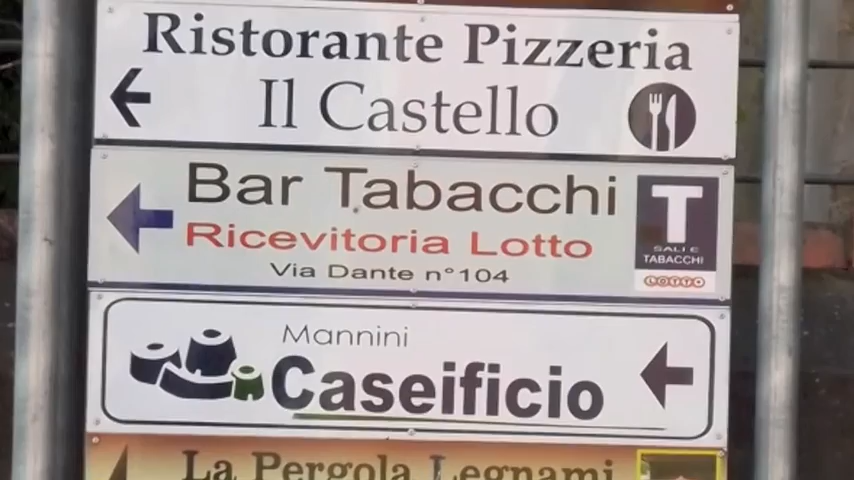 Ristorante Pizzeria
Il Castello
Bar Tabacchi
Ricevitoria Lotto
Via Dante n°104
T
SALI E
TABACCHI
LOTTO
Mannini
Caseificio
La Pergola Legnami